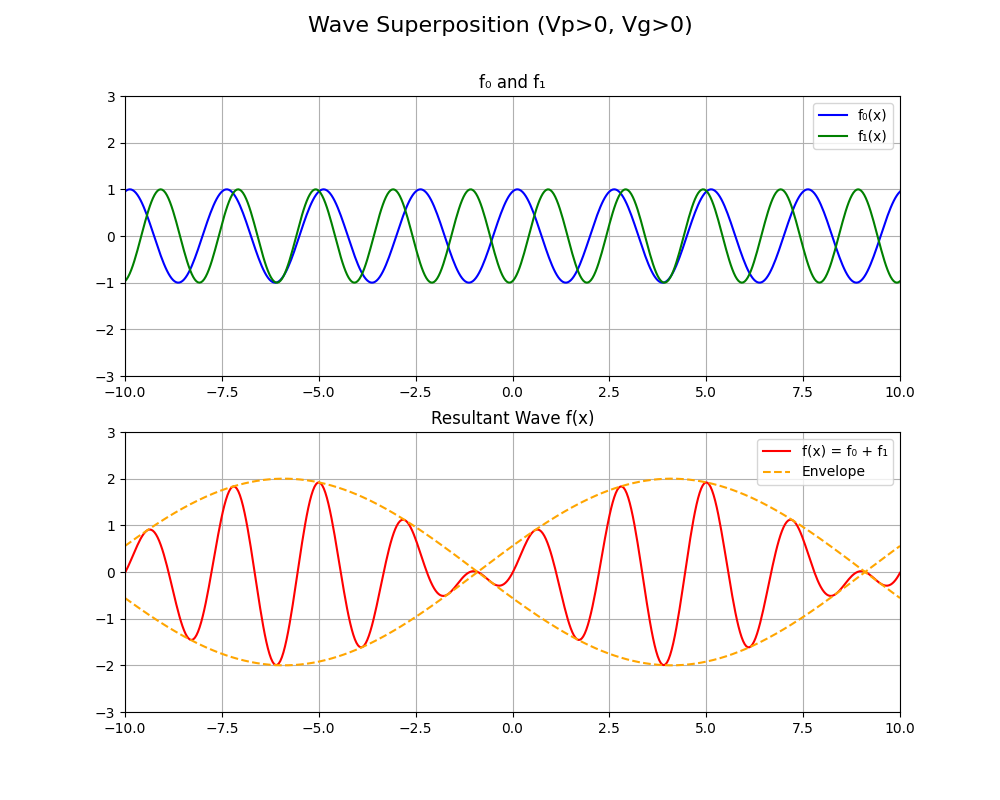 Wave Superposition (Vp>0, Vg>0)
f₀ and f₁
3
2
1
0
−1
−2
−3
f₀(x)
f₁(x)
−10.0 −7.5 −5.0 −2.5 0.0 2.5 5.0 7.5 10.0
Resultant Wave f(x)
3
2
1
0
−1
−2
−3
f(x) = f₀ + f₁
Envelope
−10.0 −7.5 −5.0 −2.5 0.0 2.5 5.0 7.5 10.0